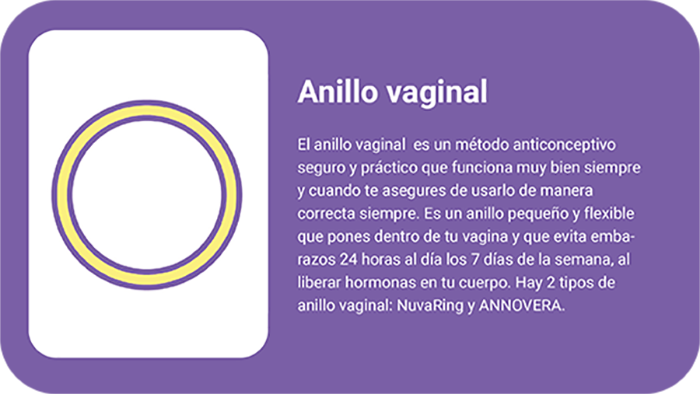 Anillo vaginal
El anillo vaginal es un método anticonceptivo
seguro y práctico que funciona muy bien siempre
y cuando te asegures de usarlo de manera
correcta siempre. Es un anillo pequeño y flexible
que pones dentro de tu vagina y que evita emba-
razos 24 horas al día los 7 días de la semana, al
liberar hormonas en tu cuerpo. Hay 2 tipos de
anillo vaginal: NuvaRing y ANNOVERA.